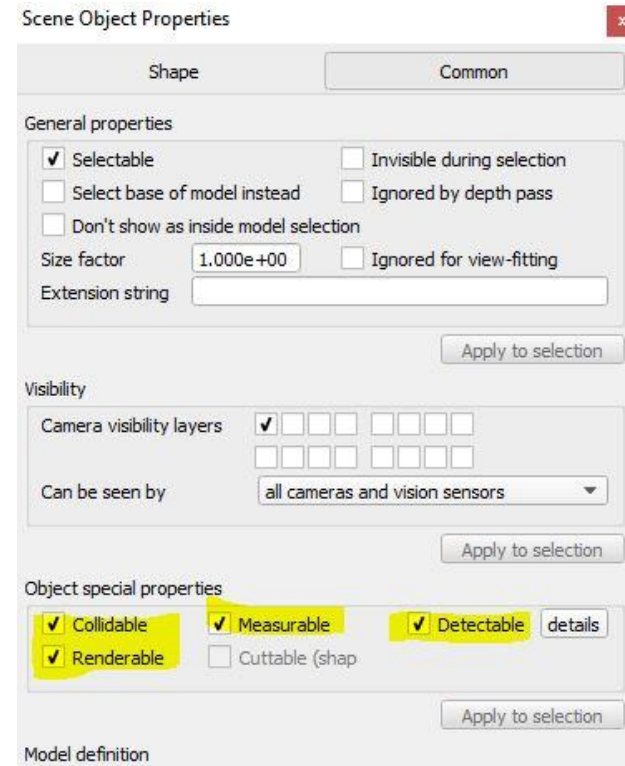 Scene Object Properties x
Shape Common
General properties
Selectable Invisible during selection
Select base of model instead Ignored by depth pass
Don't show as inside model selection
Size factor 1.000e+00 Ignored for view-fitting
Extension string
Apply to selection
Visibility
Camera visibility layers
Can be seen by all cameras and vision sensors
Apply to selection
Object special properties
Collidable Measurable Detectable details
Renderable Cuttable (shap
Apply to selection
Model definition